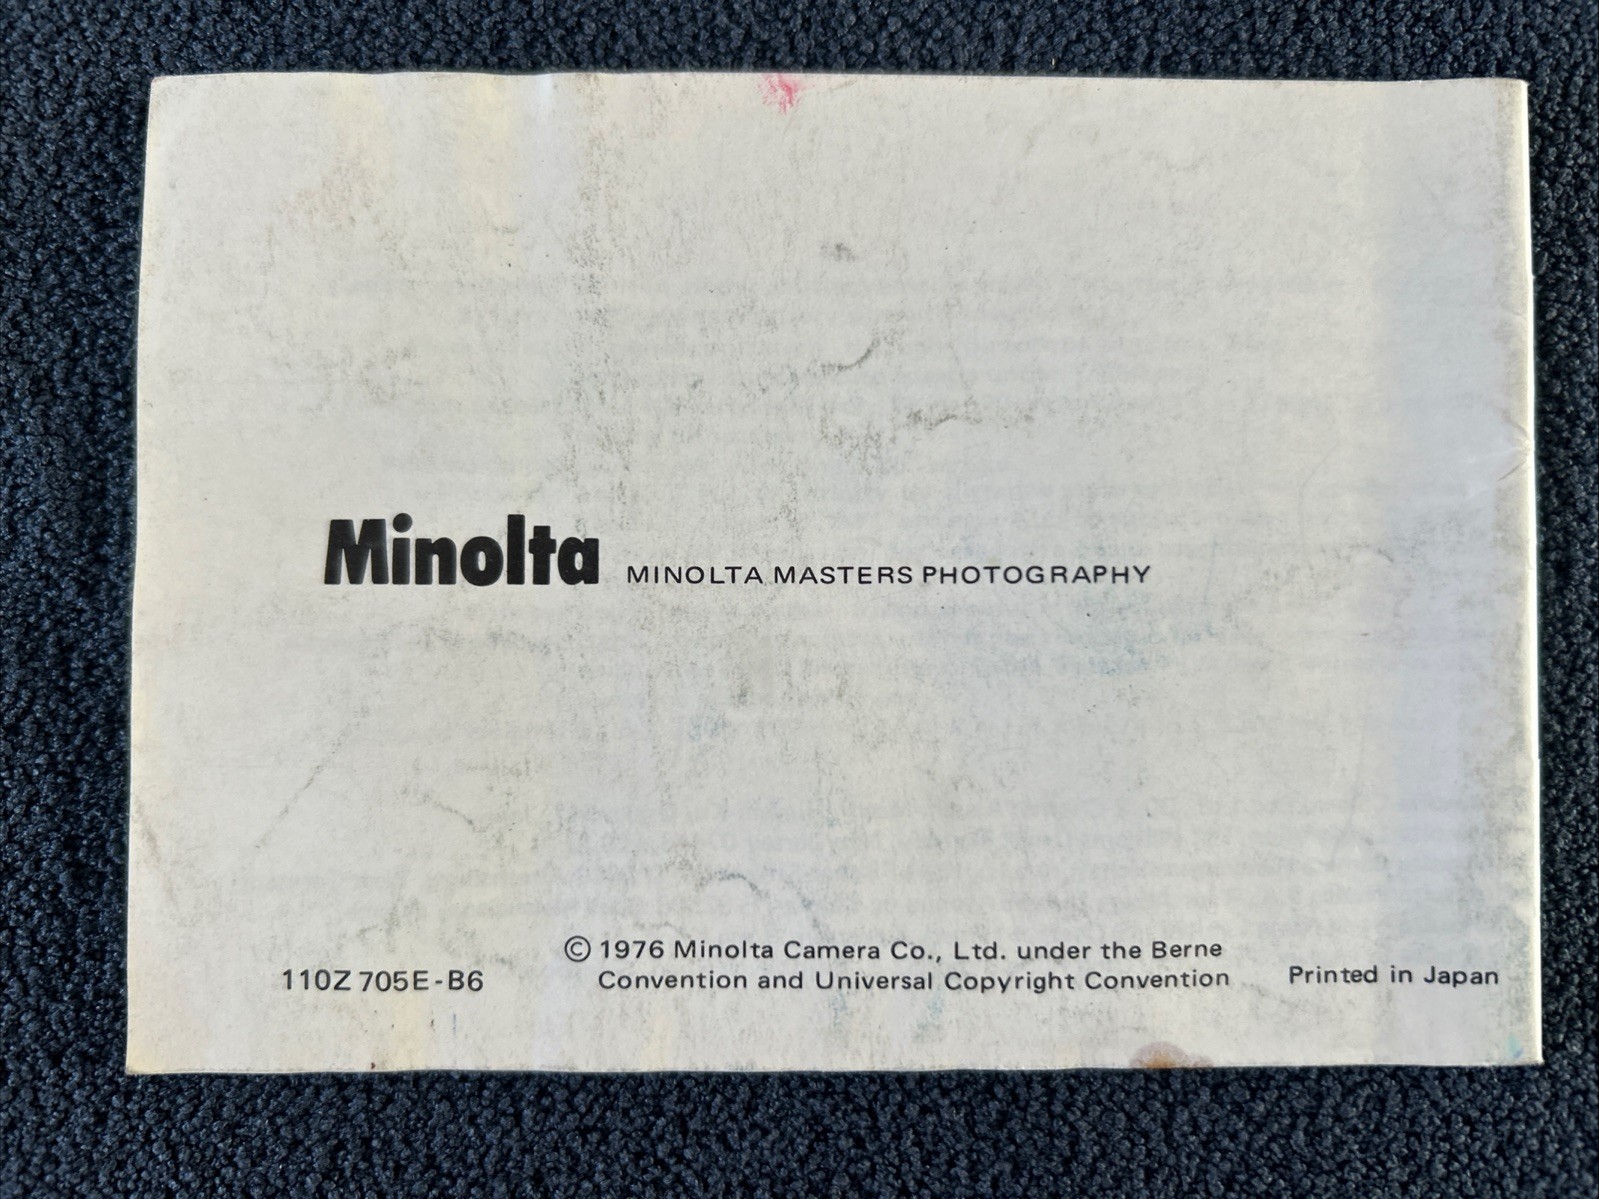 Minolta MINOLTA MASTERS PHOTOGRAPHY
© 1976 Minolta Camera Co., Ltd. under the Berne
Convention and Universal Copyright Convention
110Z 705E-B6
Printed in Japan